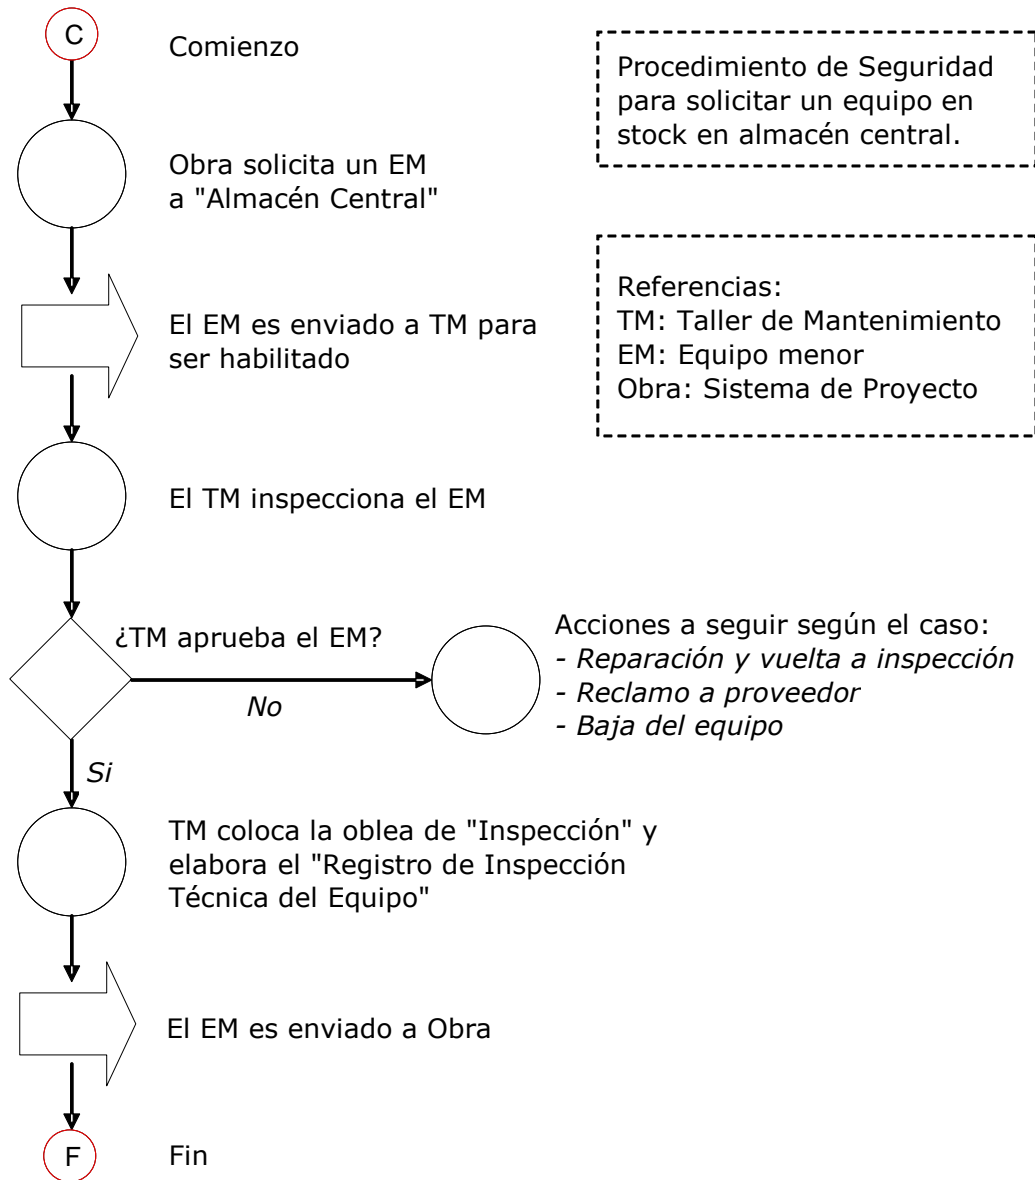 C
Comienzo
Procedimiento de Seguridad
para solicitar un equipo en
stock en almacén central.
Obra solicita un EM
a "Almacén Central"
Referencias:
TM: Taller de Mantenimiento
EM: Equipo menor
Obra: Sistema de Proyecto
El EM es enviado a TM para
ser habilitado
El TM inspecciona el EM
¿TM aprueba el EM?
No
Acciones a seguir según el caso:
- Reparación y vuelta a inspección
- Reclamo a proveedor
- Baja del equipo
Si
TM coloca la oblea de "Inspección" y
elabora el "Registro de Inspección
Técnica del Equipo"
El EM es enviado a Obra
F
Fin